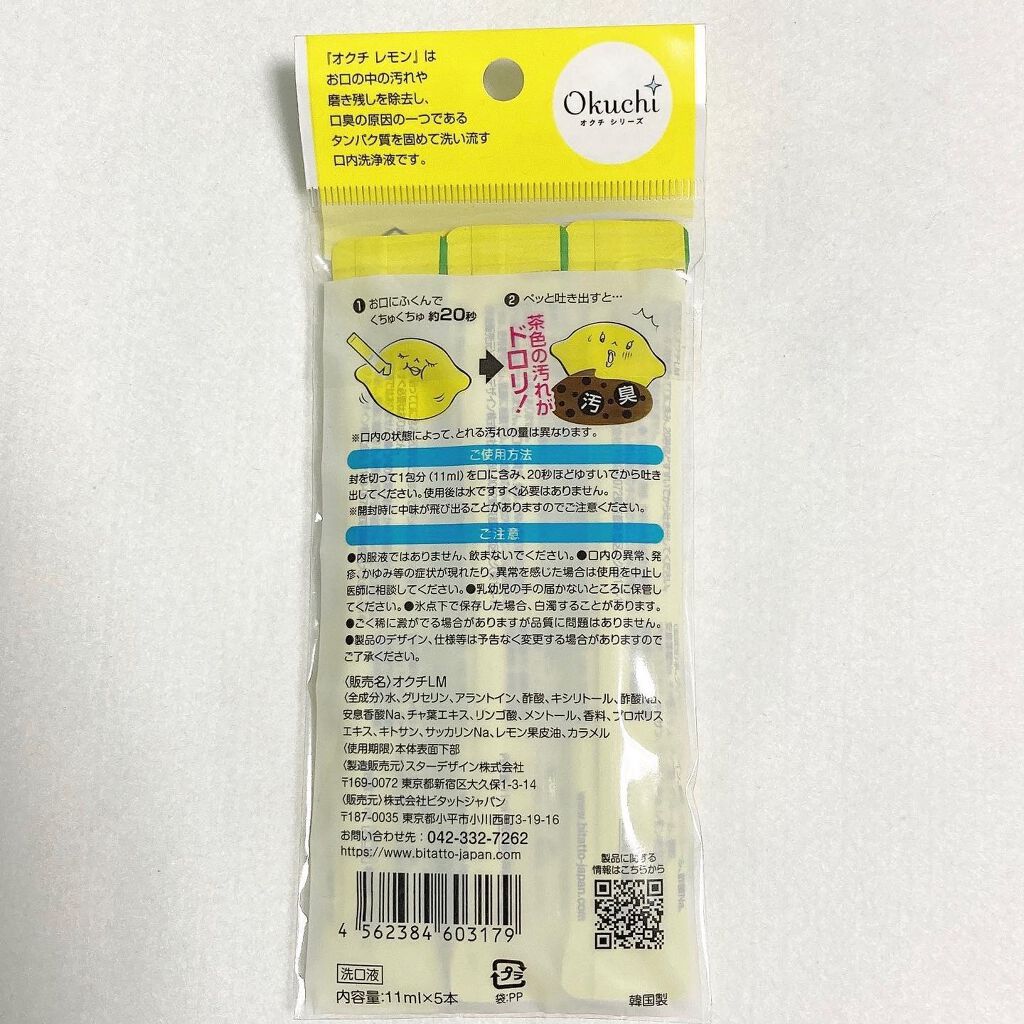 『オクチ レモン』は
お口の中の汚れや
磨き残しを除去し、
口臭の原因の一つである
タンパク質を固めて洗い流す
口内洗浄液です。
Okuchi
オクチ シリーズ
1 お口にふくんで
くちゅくちゅ 約20秒
2 ペッと吐き出すと…
茶色の汚れが
ドロリ!
汚 臭
※口内の状態によって、とれる汚れの量は異なります。
ご使用方法
封を切って1包分(11ml)を口に含み、20秒ほどゆすいでから吐き
出してください。使用後は水ですすぐ必要はありません。
※開封時に中味が飛び出ることがありますのでご注意ください。
ご注意
●内服液ではありません、飲まないでください。●口内の異常、発
疹、かゆみ等の症状が現れたり、異常を感じた場合は使用を中止し
医師に相談してください。●乳幼児の手の届かないところに保管し
てください。●氷点下で保存した場合、白濁することがあります。
●ごく稀に澱がでる場合がありますが品質に問題はありません。
●製品のデザイン、仕様等は予告なく変更する場合がありますので
ご了承ください。
〈販売名〉オクチLM
〈全成分〉水、グリセリン、アラントイン、酢酸、キシリトール、酢酸Na、
安息香酸Na、チャ葉エキス、リンゴ酸、メントール、香料、プロポリス
エキス、キトサン、サッカリンNa、レモン果皮油、カラメル
〈使用期限〉本体表面下部
〈製造販売元〉スターデザイン株式会社
〒169-0072 東京都新宿区大久保1-3-14
〈販売元〉株式会社ビタットジャパン
〒187-0035 東京都小平市小川西町3-19-16
お問い合わせ先:042-332-7262
https://www.bitatto-japan.com
製品に関する
情報はこちらから
www.bitatto-japan.com
4 562384 603179
洗口液
内容量:11ml×5本
プラ
袋:PP
韓国製